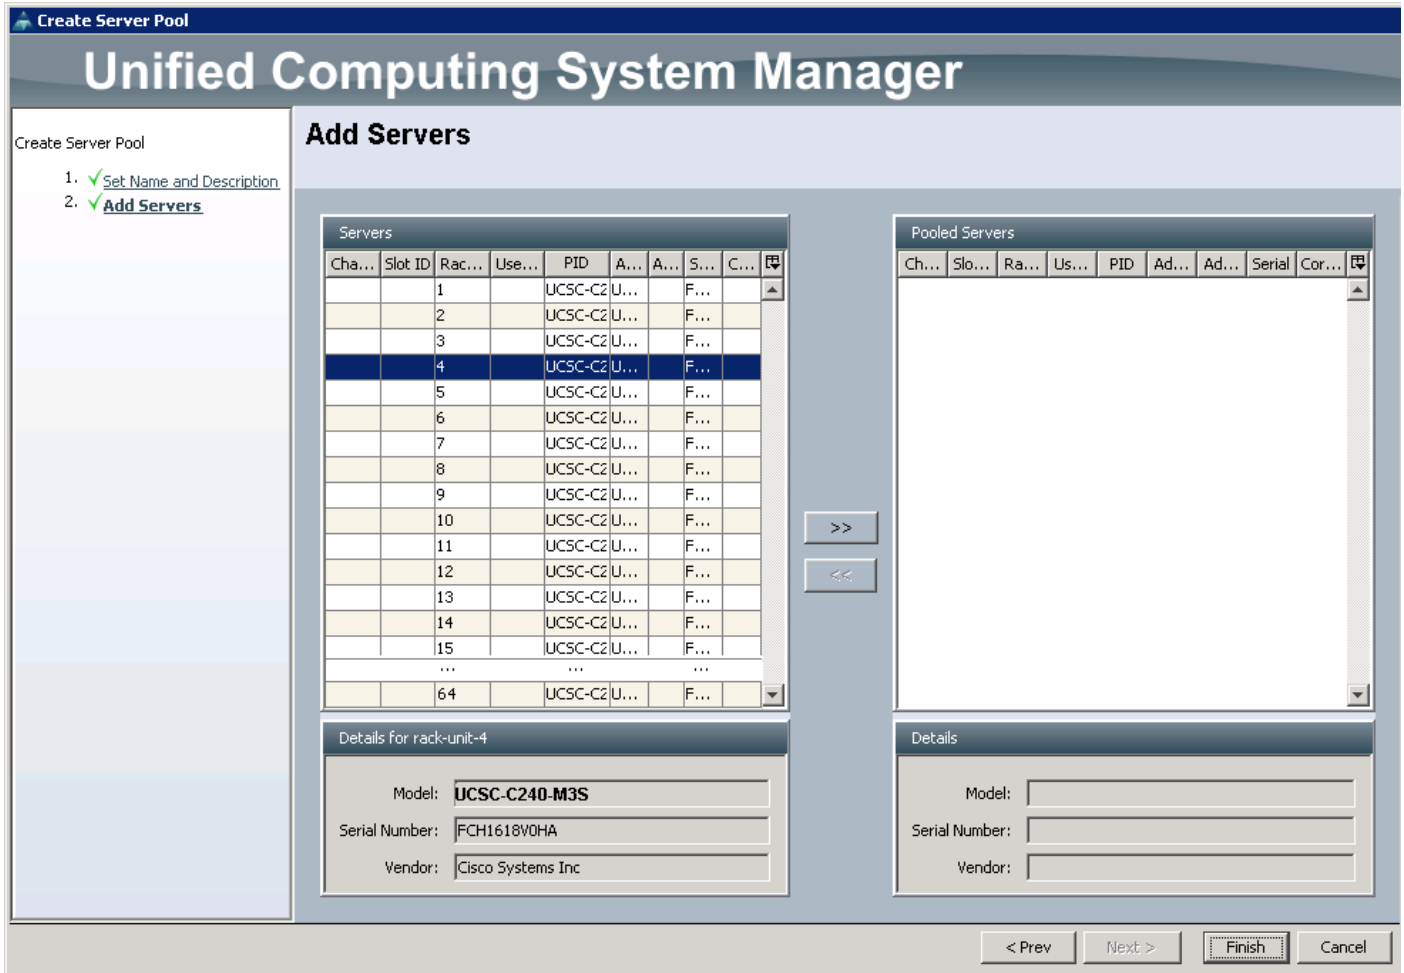 Create Server Pool
Unified Computing System Manager
Create Server Pool
1. Set Name and Description
2. Add Servers
Add Servers
Servers
Cha... Slot ID Rac... Use... PID A... A... S... C...
1 UCSC-C2 U... F...
2 UCSC-C2 U... F...
3 UCSC-C2 U... F...
4 UCSC-C2 U... F...
5 UCSC-C2 U... F...
6 UCSC-C2 U... F...
7 UCSC-C2 U... F...
8 UCSC-C2 U... F...
9 UCSC-C2 U... F...
10 UCSC-C2 U... F...
11 UCSC-C2 U... F...
12 UCSC-C2 U... F...
13 UCSC-C2 U... F...
14 UCSC-C2 U... F...
15 UCSC-C2 U... F...
... ... ...
64 UCSC-C2 U... F...
Details for rack-unit-4
Model: UCSC-C240-M3S
Serial Number: FCH1618V0HA
Vendor: Cisco Systems Inc
>>
<<
Pooled Servers
Ch... Slo... Ra... Us... PID Ad... Ad... Serial Cor...
Details
Model:
Serial Number:
Vendor:
< Prev Next > Finish Cancel